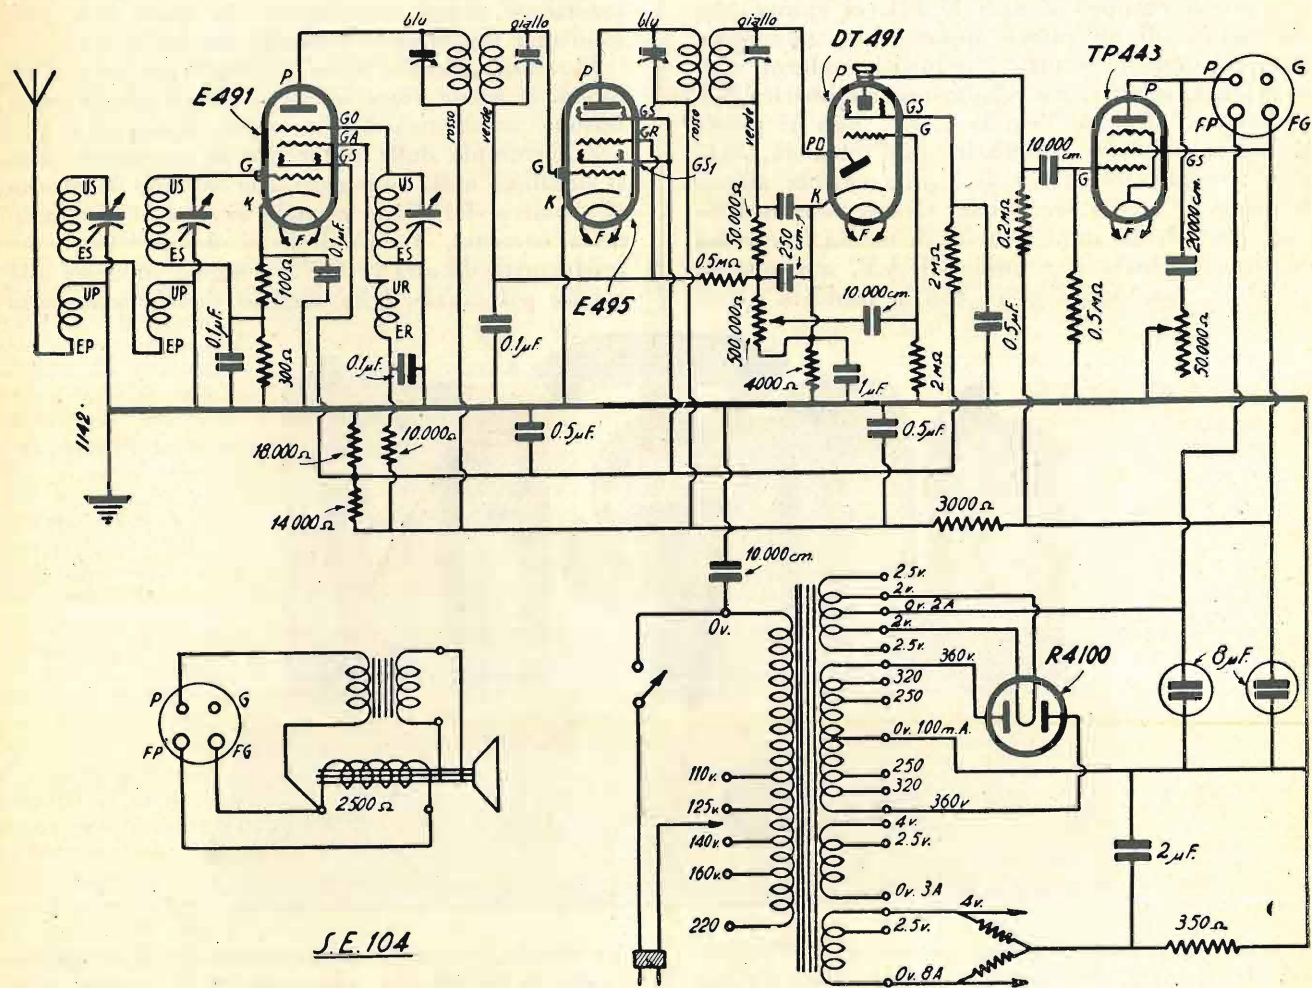 blu
giallo
blu
giallo
DT491
TP443
P
E491
P
P
P
P
G
FP
FG
GO
GA
GS
G
K
F
rosso
verde
GS
GR
G
GS1
F
E495
rosso
verde
GS
G
PD
K
F
10.000 cm.
G
GS
F
US
ES
UP
EP
US
ES
UP
EP
US
ES
UR
ER
0.1µF.
100Ω
0.1µF.
300Ω
0.1µF.
0.1µF.
50.000Ω
250 cm.
0.5MΩ
500.000Ω
10.000cm.
4000Ω
1µF.
2MΩ
2MΩ
0.5µF.
0.2MΩ
0.5MΩ
20000cm.
50.000Ω
1142.
18.000Ω
10.000Ω
0.5µF.
0.5µF.
14000Ω
3000Ω
10.000cm.
0v.
110v.
125v.
140v.
160v.
220
2.5v.
2v.
0v. 2A
2v.
2.5v.
360v.
320
250
0v. 100m.A.
250
320
360v
4v.
2.5v.
0v. 3A
4v.
2.5v.
0v. 8A
R4100
8µF.
2µF.
350Ω
P
G
FP
FG
2500Ω
S.E.104